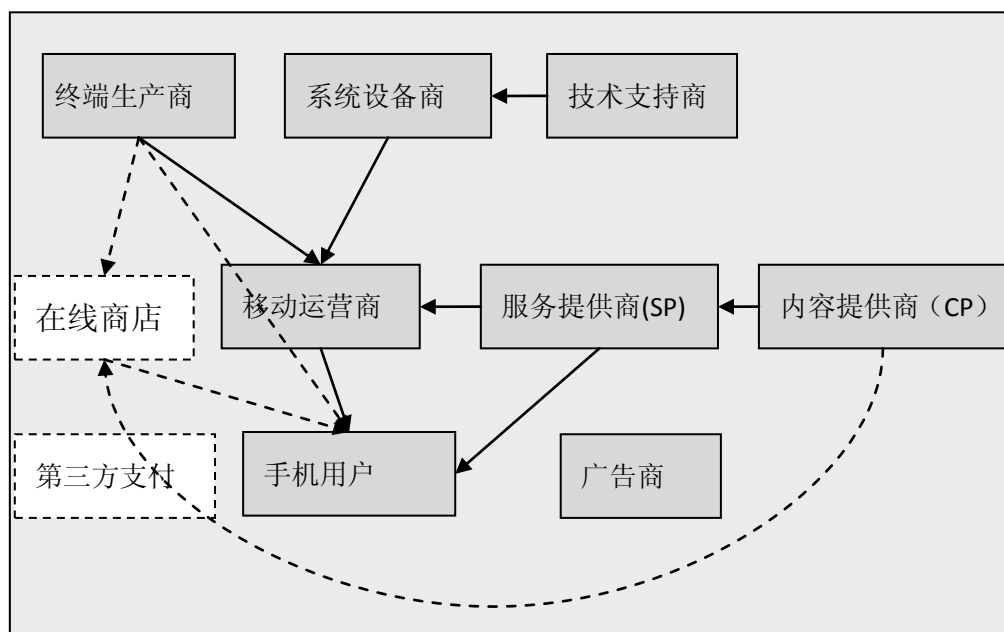 终端生产商
系统设备商
技术支持商
在线商店
移动运营商
服务提供商(SP)
内容提供商（CP）
第三方支付
手机用户
广告商